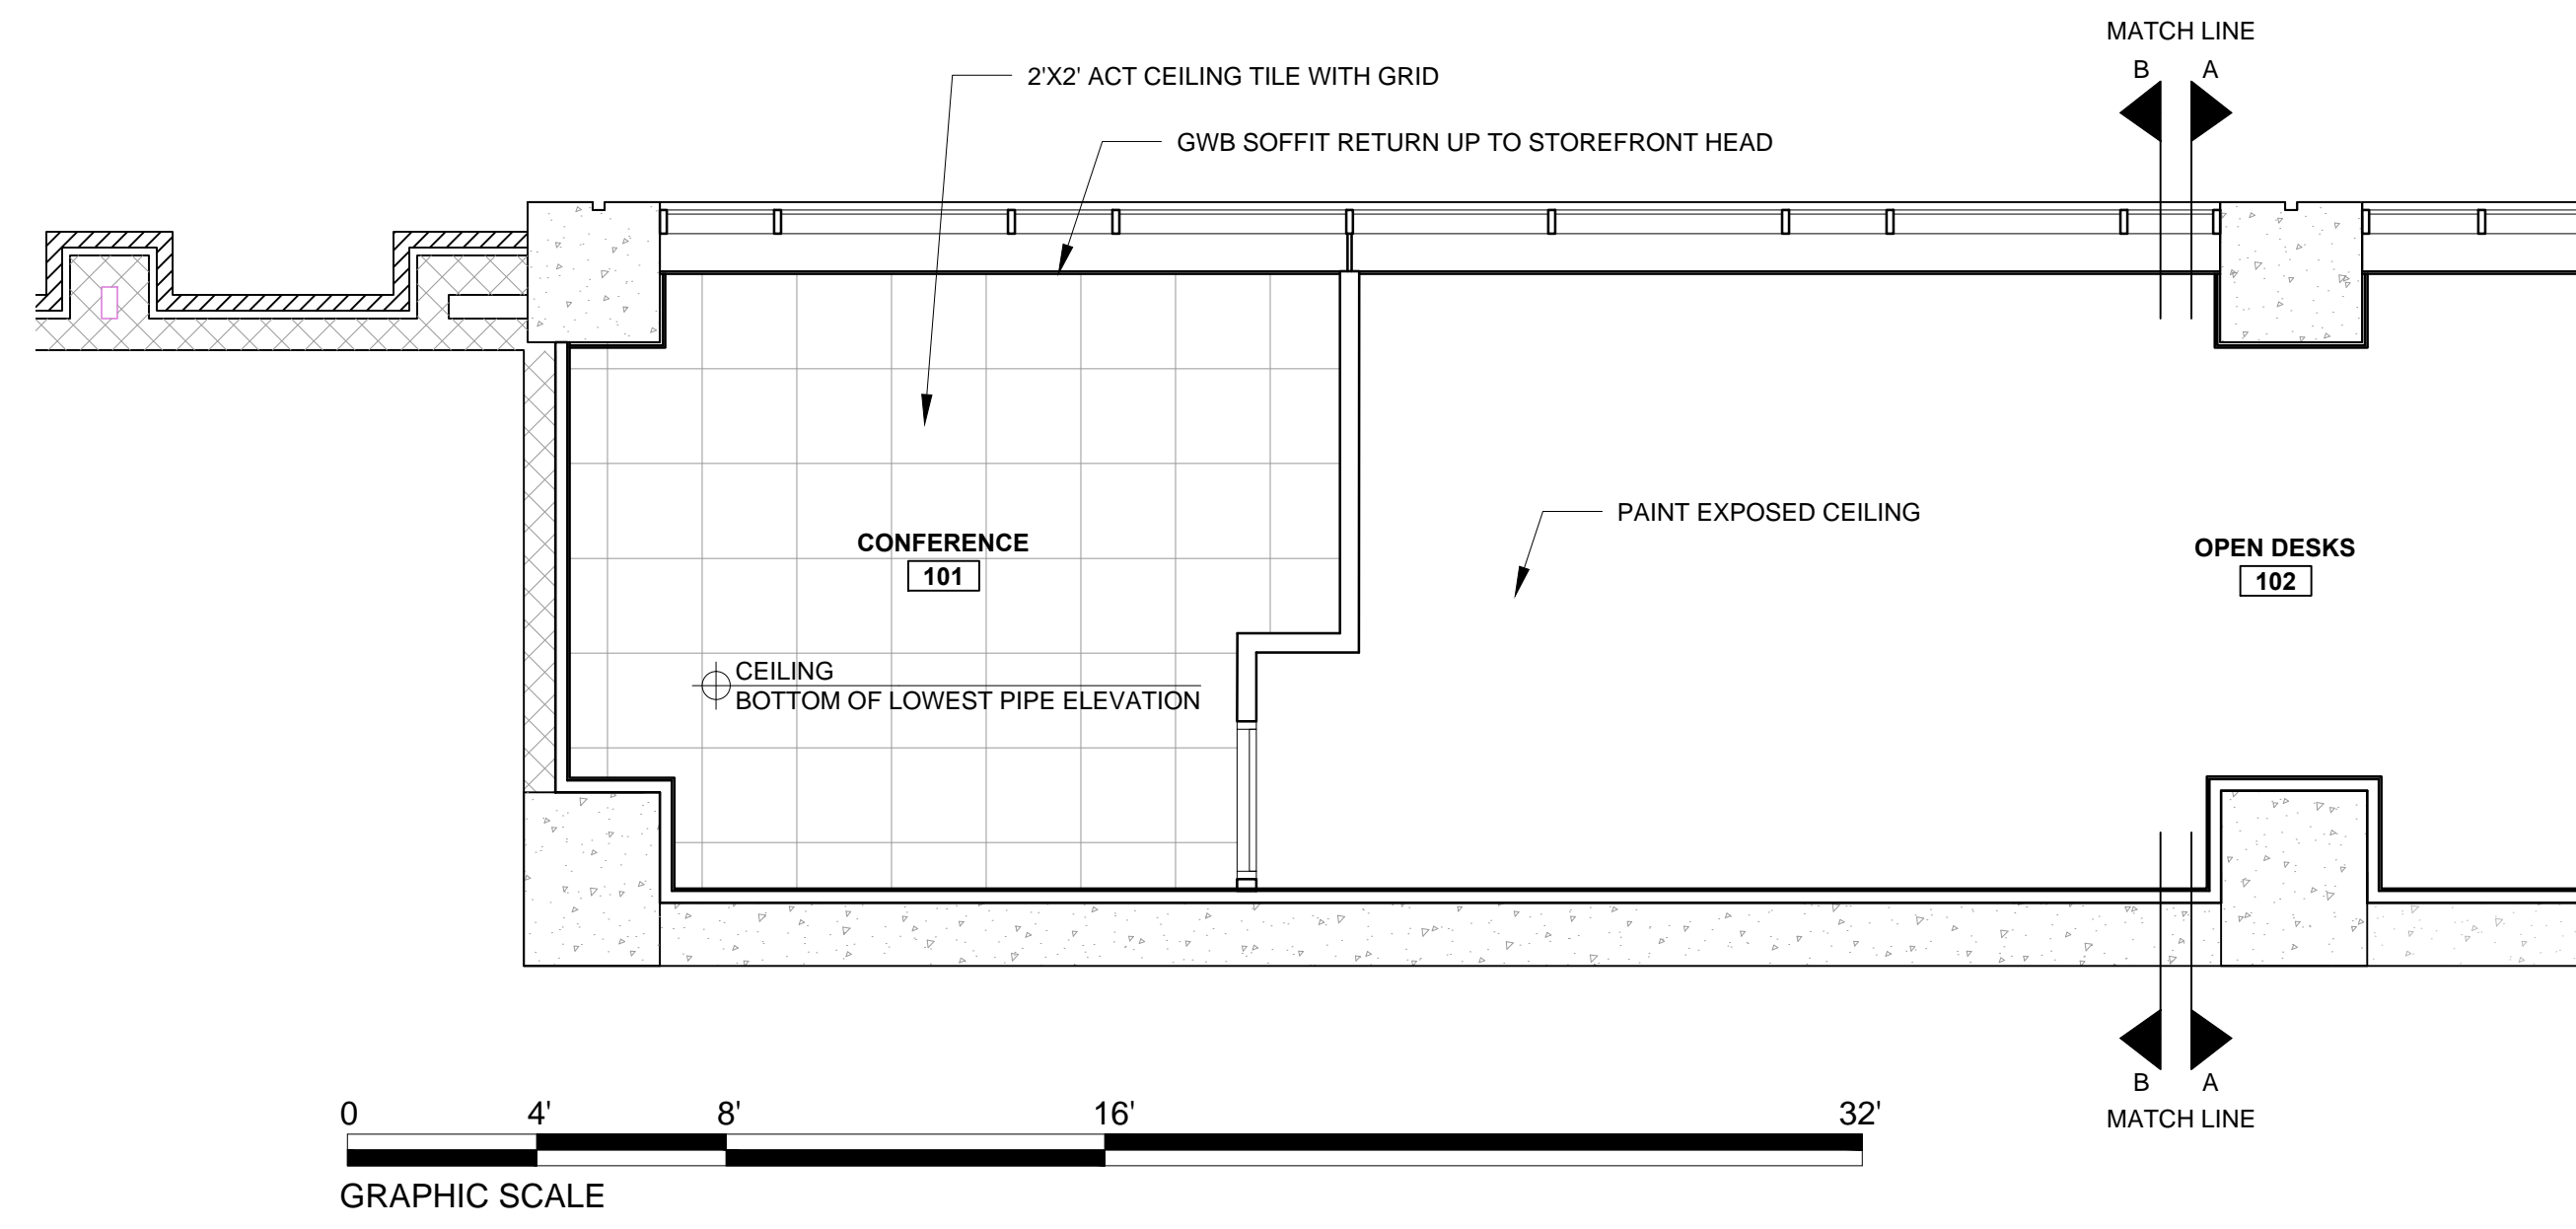 MATCH LINE
B A
2'X2' ACT CEILING TILE WITH GRID
GWB SOFFIT RETURN UP TO STOREFRONT HEAD
PAINT EXPOSED CEILING
CONFERENCE
101
OPEN DESKS
102
CEILING
BOTTOM OF LOWEST PIPE ELEVATION
B A
MATCH LINE
0 4' 8' 16' 32'
GRAPHIC SCALE